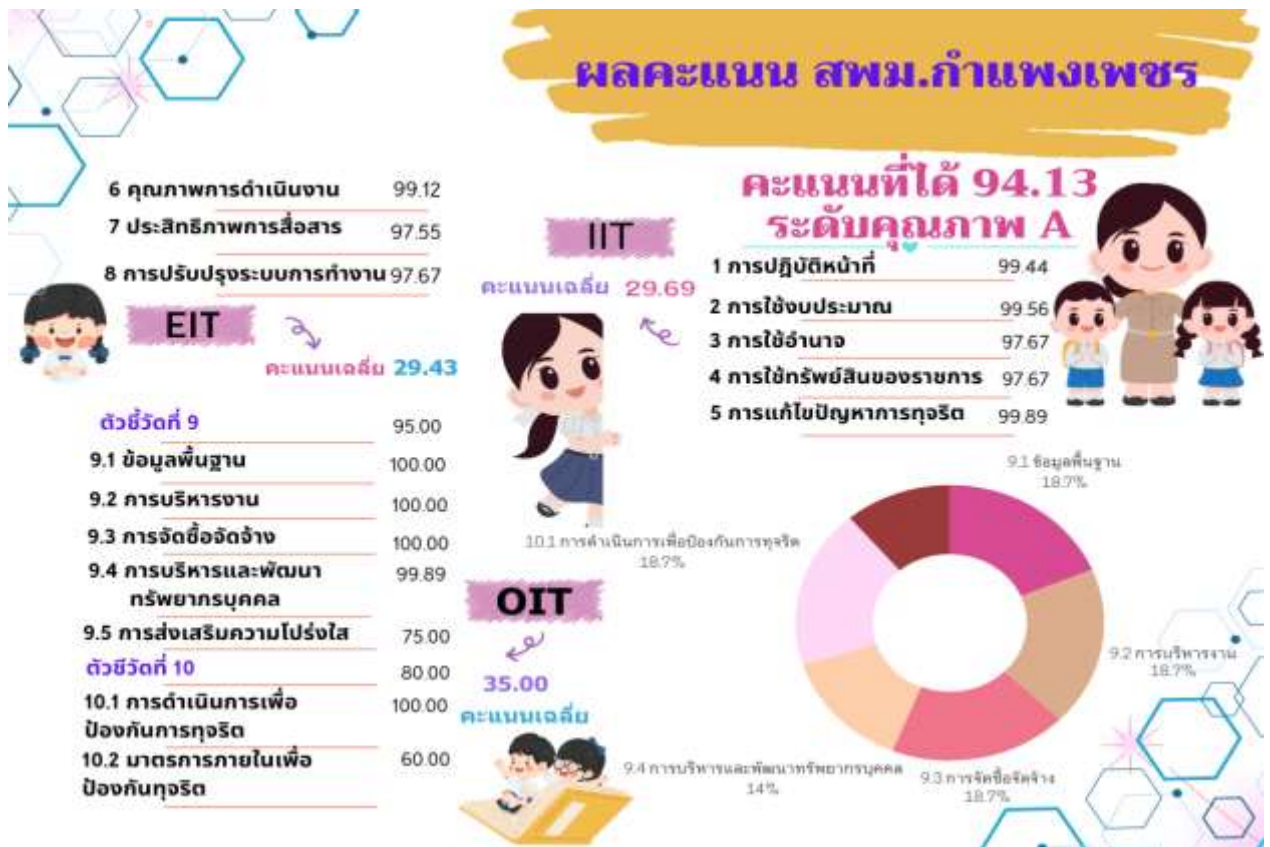 ผลคะแนน สพม.กำแพงเพชร
คะแนนที่ได้ 94.13
ระดับคุณภาพ A
IIT
คะแนนเฉลี่ย 29.69
1 การปฏิบัติหน้าที่ 99.44
2 การใช้งบประมาณ 99.56
3 การใช้อำนาจ 97.67
4 การใช้ทรัพย์สินของราชการ 97.67
5 การแก้ไขปัญหาการทุจริต 99.89
6 คุณภาพการดำเนินงาน 99.12
7 ประสิทธิภาพการสื่อสาร 97.55
8 การปรับปรุงระบบการทำงาน 97.67
EIT
คะแนนเฉลี่ย 29.43
ตัวชี้วัดที่ 9 95.00
9.1 ข้อมูลพื้นฐาน 100.00
9.2 การบริหารงาน 100.00
9.3 การจัดซื้อจัดจ้าง 100.00
9.4 การบริหารและพัฒนา 99.89
ทรัพยากรบุคคล
9.5 การส่งเสริมความโปร่งใส 75.00
ตัวชีวัดที่ 10 80.00
10.1 การดำเนินการเพื่อ 100.00
ป้องกันการทุจริต
10.2 มาตรการภายในเพื่อ 60.00
ป้องกันทุจริต
OIT
35.00
คะแนนเฉลี่ย
9.1 ข้อมูลพื้นฐาน
18.7%
9.2 การบริหารงาน
18.7%
9.3 การจัดซื้อจัดจ้าง
18.7%
9.4 การบริหารและพัฒนาทรัพยากรบุคคล
14%
10.1 การดำเนินการเพื่อป้องกันการทุจริต
18.7%